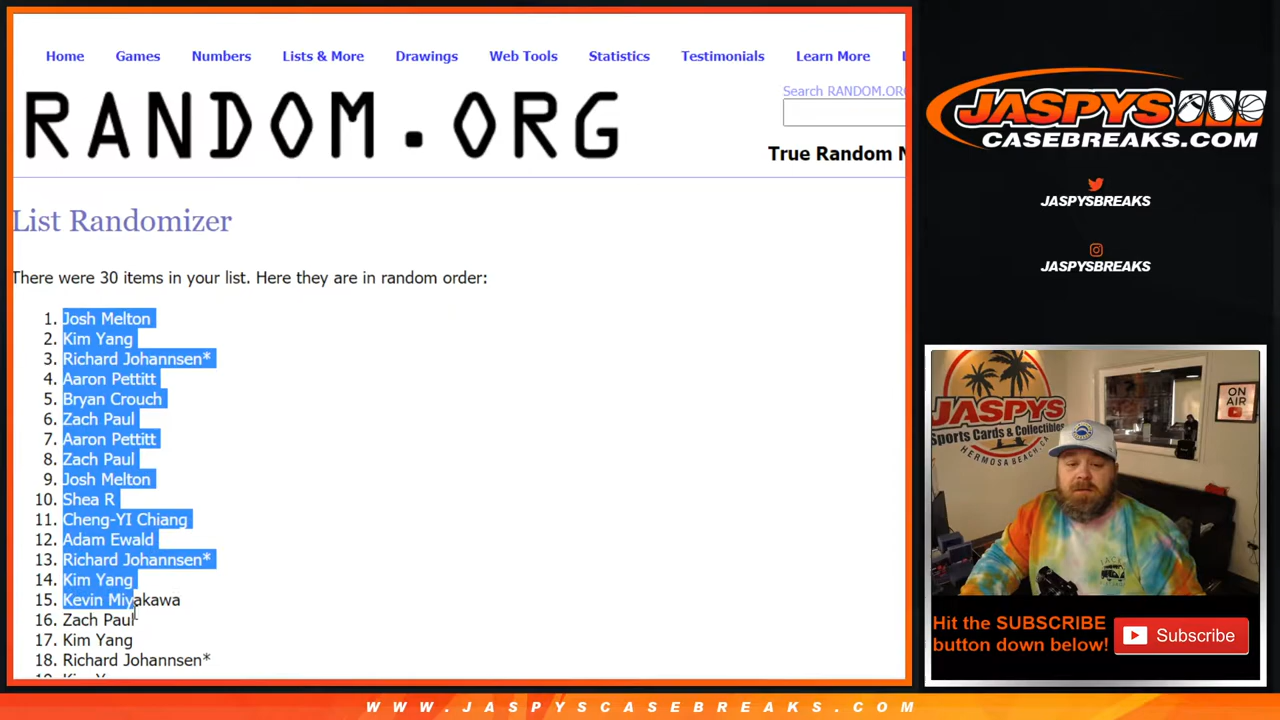 Home Games Numbers Lists & More Drawings Web Tools Statistics Testimonials Learn More
RANDOM.ORG
Search RANDOM.OR
True Random
List Randomizer
There were 30 items in your list. Here they are in random order:
1. Josh Melton
2. Kim Yang
3. Richard Johannsen*
4. Aaron Pettitt
5. Bryan Crouch
6. Zach Paul
7. Aaron Pettitt
8. Zach Paul
9. Josh Melton
10. Shea R
11. Cheng-YI Chiang
12. Adam Ewald
13. Richard Johannsen*
14. Kim Yang
15. Kevin Miyakawa
16. Zach Paul
17. Kim Yang
18. Richard Johannsen*
JASPYS
CASEBREAKS.COM
JASPYSBREAKS
JASPYSBREAKS
JASPYS
Sports Cards & Collectibles
HERMOSA BEACH, CA
ON
AIR
Hit the SUBSCRIBE
button down below!
Subscribe
WWW.JASPYSCASEBREAKS.COM